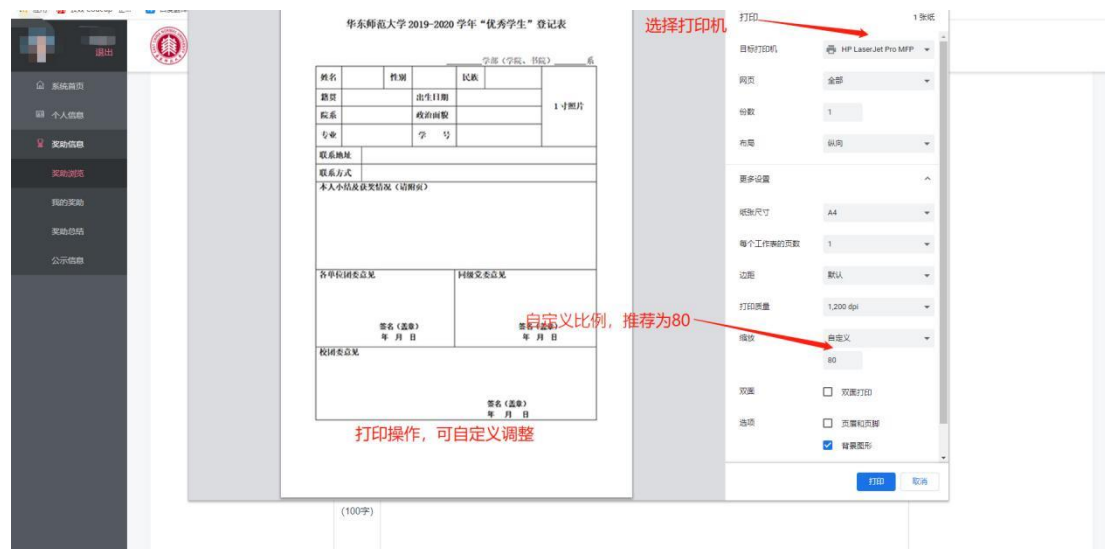 退出
系统首页
个人信息
奖助信息
奖助浏览
我的奖助
奖助总结
公示信息
华东师范大学 2019-2020 学年“优秀学生”登记表
学部（学院、书院） 系
姓名 性别 民族
籍贯 出生日期
1 寸照片
院系 政治面貌
专业 学 号
联系地址
联系方式
本人小结及获奖情况（请附页）
各单位团委意见 同级党委意见
签名（盖章） 签名（盖章）
年 月 日 年 月 日
校团委意见
签名（盖章）
年 月 日
打印操作，可自定义调整
(100字)
选择打印机
自定义比例，推荐为80
打印 1 张纸
目标打印机 HP LaserJet Pro MFP
网页 全部
份数 1
布局 纵向
更多设置
纸张尺寸 A4
每个工作表的页数 1
边距 默认
打印质量 1,200 dpi
缩放 自定义
80
双面 双面打印
选项 页眉和页脚
背景图形
打印 取消